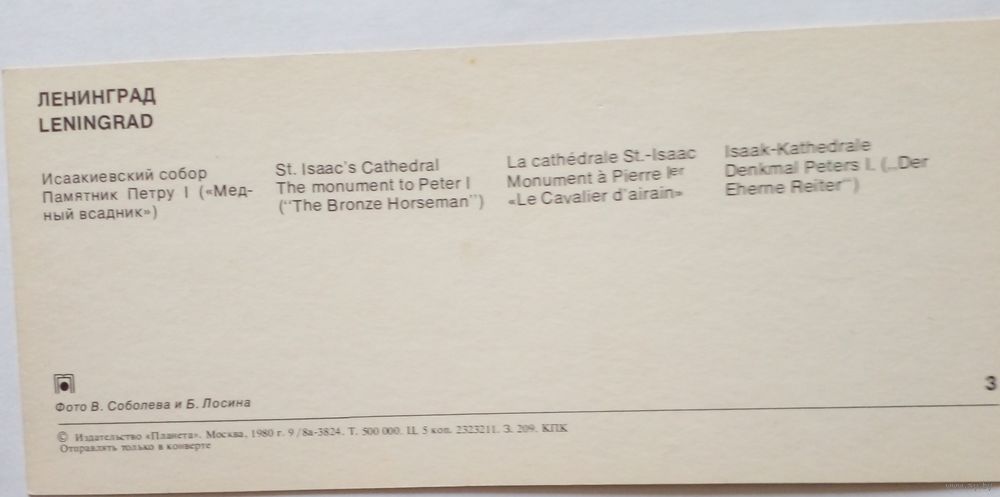 ЛЕНИНГРАД
LENINGRAD
Исаакиевский собор
Памятник Петру I («Мед-
ный всадник»)
St. Isaac's Cathedral
The monument to Peter I
("The Bronze Horseman")
La cathédrale St.-Isaac
Monument à Pierre Ier
«Le Cavalier d'airain»
Isaak-Kathedrale
Denkmal Peters I. („Der
Eherne Reiter")
Фото В. Соболева и Б. Лосина
3
© Издательство «Планета». Москва, 1980 г. 9/8а-3824. Т. 500 000. Ц. 5 коп. 2323211. З. 209. КПК
Отправлять только в конверте